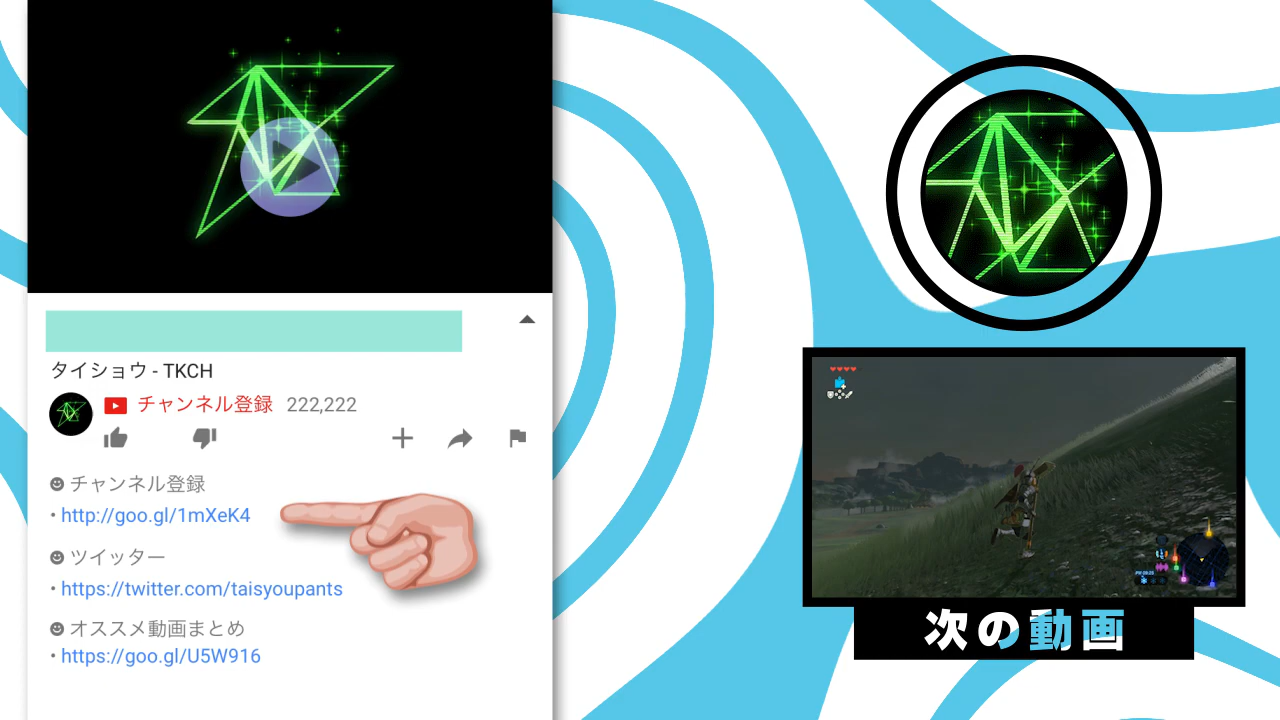 タイショウ - TKCH
チャンネル登録 222,222
チャンネル登録
・http://goo.gl/1mXeK4
ツイッター
・https://twitter.com/taisyoupants
オススメ動画まとめ
・https://goo.gl/U5W916
次の動画